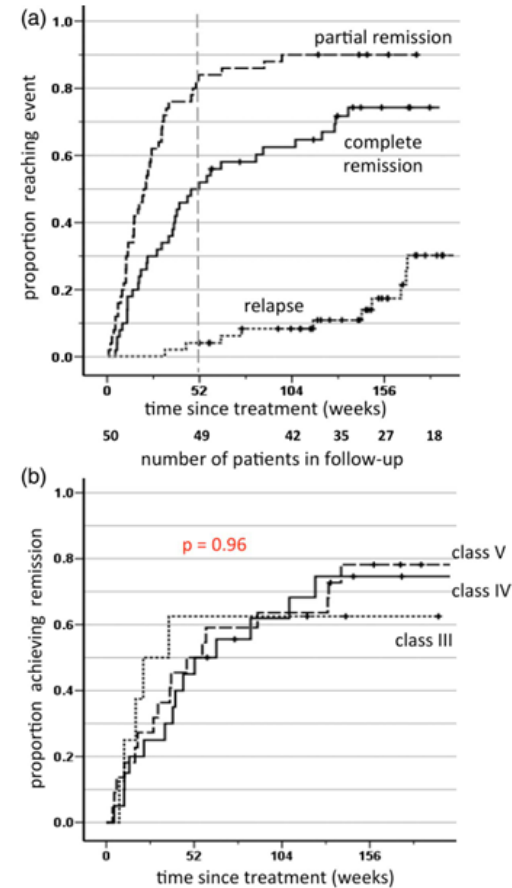 (a)
1.0
0.8
0.6
0.4
0.2
0.0
proportion reaching event
partial remission
complete
remission
relapse
0 52 104 156
time since treatment (weeks)
50 49 42 35 27 18
number of patients in follow-up
(b)
1.0
0.8
0.6
0.4
0.2
0.0
proportion achieving remission
p = 0.96
class V
class IV
class III
0 52 104 156
time since treatment (weeks)